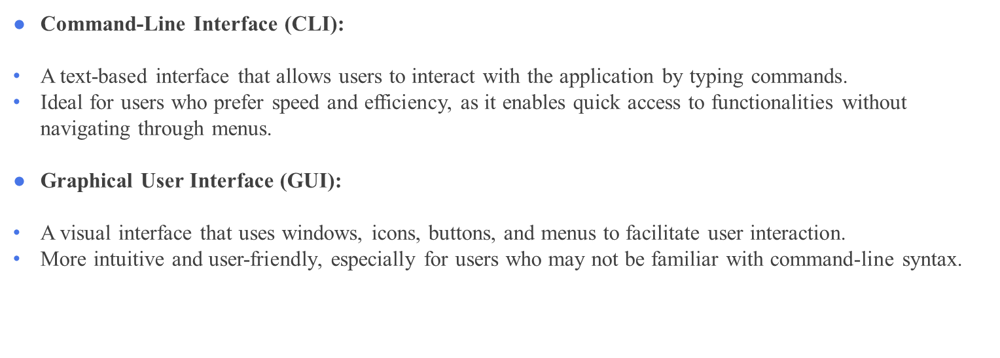 ● Command-Line Interface (CLI):
• A text-based interface that allows users to interact with the application by typing commands.
• Ideal for users who prefer speed and efficiency, as it enables quick access to functionalities without
navigating through menus.
● Graphical User Interface (GUI):
• A visual interface that uses windows, icons, buttons, and menus to facilitate user interaction.
• More intuitive and user-friendly, especially for users who may not be familiar with command-line syntax.